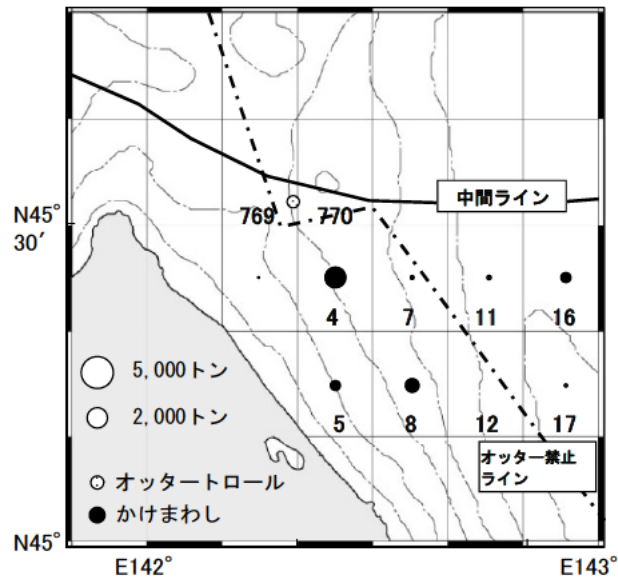 中間ライン
N45°
30′
769 770
4 7 11 16
5,000トン
2,000トン
5 8 12 17
オッター禁止
ライン
オッタートロール
かけまわし
N45°
E142° E143°